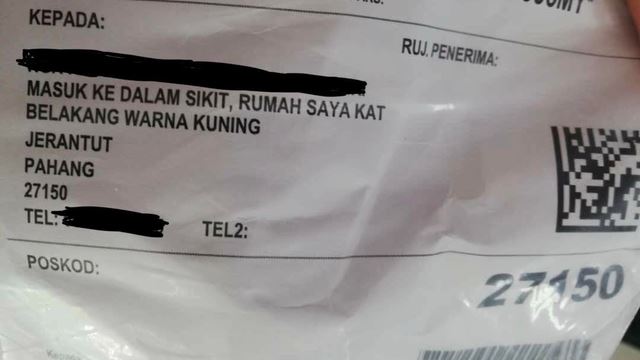 KEPADA:
RUJ. PENERIMA:
MASUK KE DALAM SIKIT, RUMAH SAYA KAT
BELAKANG WARNA KUNING
JERANTUT
PAHANG
27150
TEL:
TEL2:
POSKOD:
27150